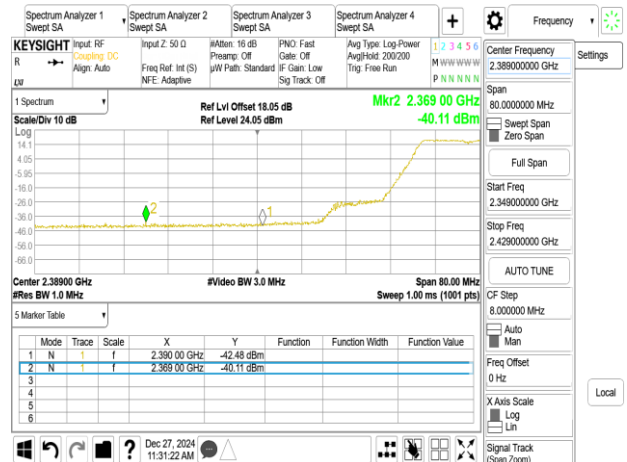 Spectrum Analyzer 1
Swept SA
Spectrum Analyzer 2
Swept SA
Spectrum Analyzer 3
Swept SA
Spectrum Analyzer 4
Swept SA
+
Frequency
KEYSIGHT
R
LXI
Input: RF
Coupling: DC
Align: Auto
Input Z: 50 Ω
Freq Ref: Int (S)
NFE: Adaptive
#Atten: 16 dB
Preamp: Off
µW Path: Standard
PNO: Fast
Gate: Off
IF Gain: Low
Sig Track: Off
Avg Type: Log-Power
Avg|Hold: 200/200
Trig: Free Run
1 2 3 4 5 6
M W W W W W
P N N N N N
Center Frequency
2.389000000 GHz
Settings
1 Spectrum
Scale/Div 10 dB
Ref Lvl Offset 18.05 dB
Ref Level 24.05 dBm
Mkr2 2.369 00 GHz
-40.11 dBm
Span
80.0000000 MHz
Swept Span
Zero Span
Full Span
Start Freq
2.349000000 GHz
Stop Freq
2.429000000 GHz
AUTO TUNE
CF Step
8.000000 MHz
Auto
Man
Freq Offset
0 Hz
X Axis Scale
Log
Lin
Signal Track
(Span Zoom)
Local
Log
14.1
4.05
-5.95
-16.0
-26.0
-36.0
-46.0
-56.0
-66.0
2
1
Center 2.38900 GHz
#Res BW 1.0 MHz
#Video BW 3.0 MHz
Span 80.00 MHz
Sweep 1.00 ms (1001 pts)
5 Marker Table
Mode Trace Scale X Y Function Function Width Function Value
1 N 1 f 2.390 00 GHz -42.48 dBm
2 N 1 f 2.369 00 GHz -40.11 dBm
3
4
5
6
?
Dec 27, 2024
11:31:22 AM